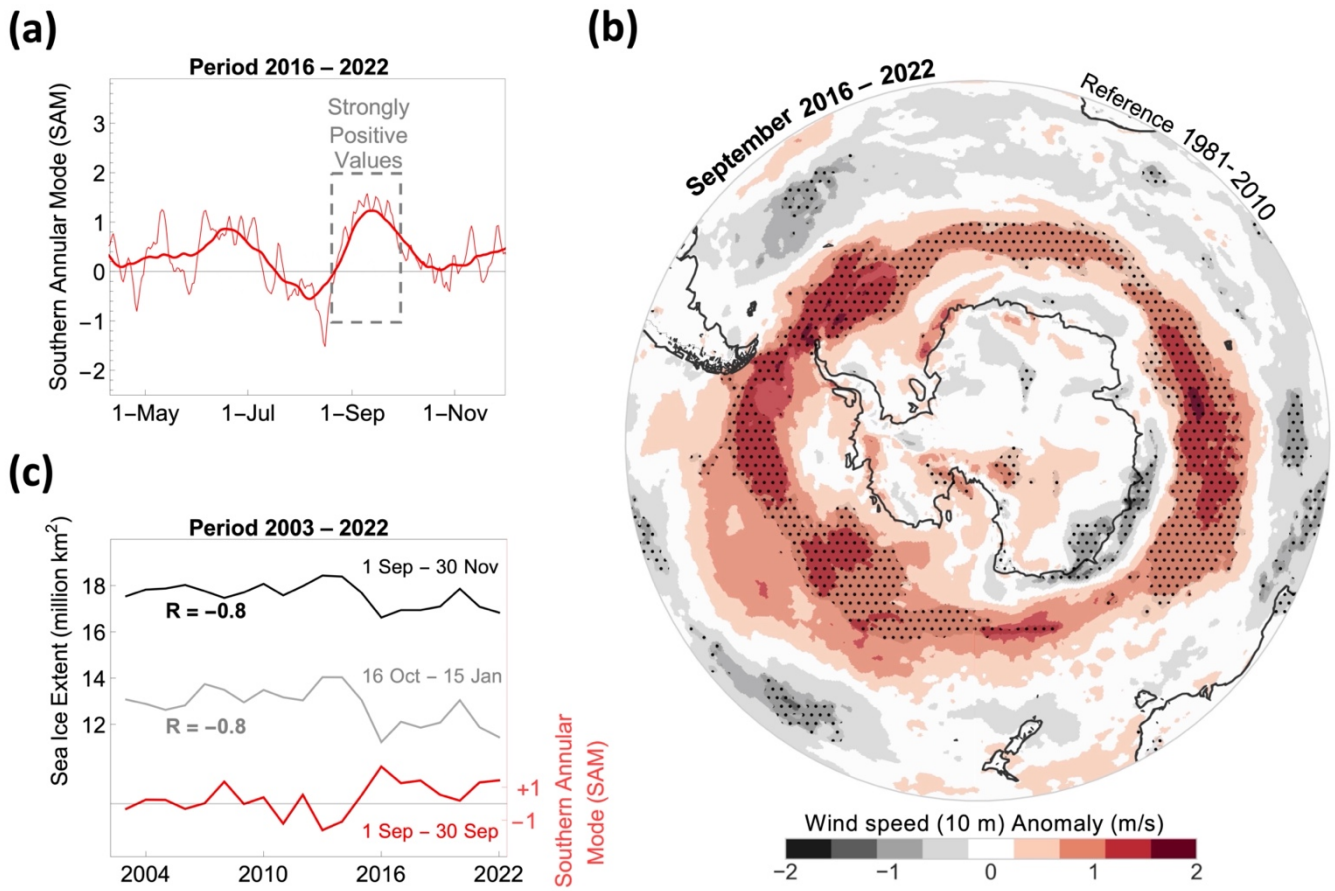 (a)
Period 2016 – 2022
Southern Annular Mode (SAM)
3
2
1
0
−1
−2
Strongly
Positive
Values
1–May
1–Jul
1–Sep
1–Nov
(b)
September 2016 – 2022
Reference 1981-2010
Wind speed (10 m) Anomaly (m/s)
−2
−1
0
1
2
(c)
Period 2003 – 2022
Sea Ice Extent (million km²)
18
16
14
12
1 Sep – 30 Nov
R = −0.8
16 Oct – 15 Jan
R = −0.8
+1
−1
1 Sep – 30 Sep
Southern Annular
Mode (SAM)
2004
2010
2016
2022